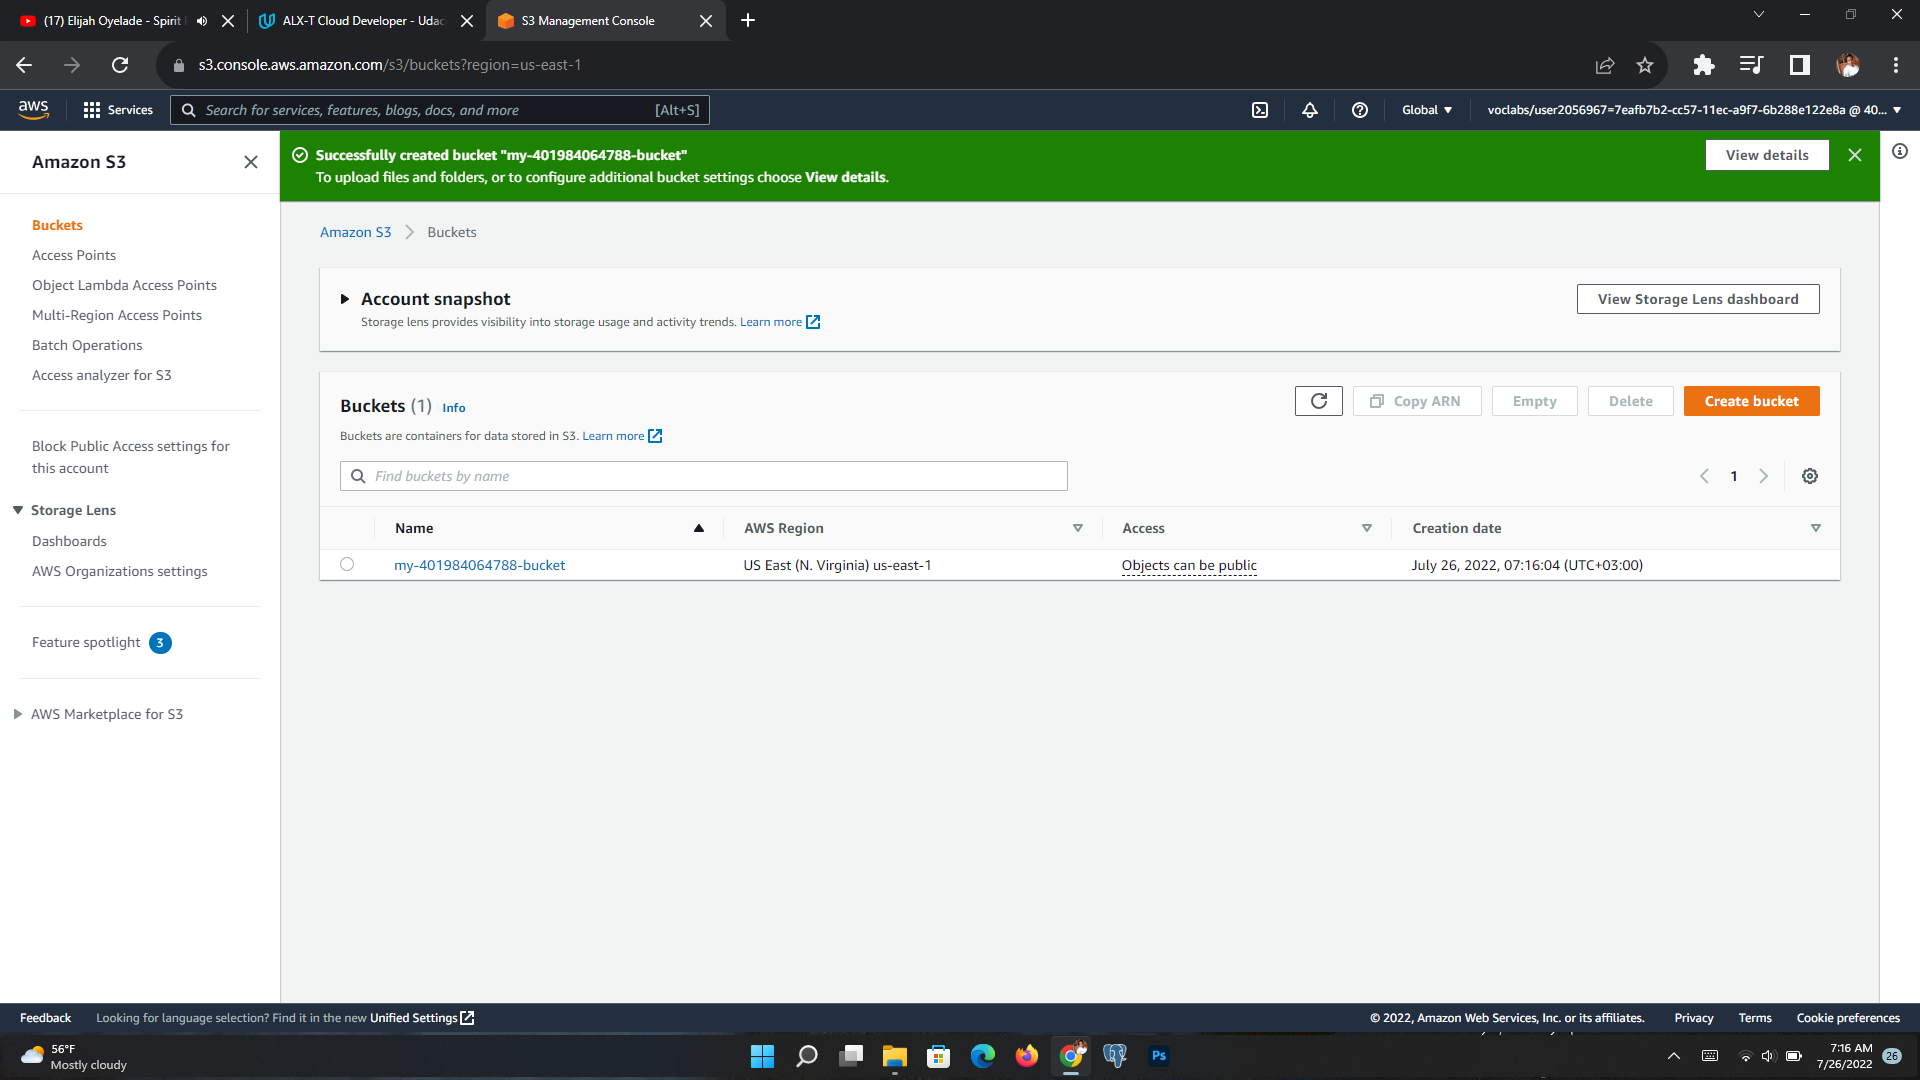 (17) Elijah Oyelade - Spirit
ALX-T Cloud Developer - Udac
S3 Management Console
s3.console.aws.amazon.com/s3/buckets?region=us-east-1
aws
Services
Search for services, features, blogs, docs, and more
[Alt+S]
Global
voclabs/user2056967=7eafb7b2-cc57-11ec-a9f7-6b288e122e8a @ 40...
Amazon S3
Buckets
Access Points
Object Lambda Access Points
Multi-Region Access Points
Batch Operations
Access analyzer for S3
Block Public Access settings for
this account
Storage Lens
Dashboards
AWS Organizations settings
Feature spotlight 3
AWS Marketplace for S3
Successfully created bucket "my-401984064788-bucket"
To upload files and folders, or to configure additional bucket settings choose View details.
View details
Amazon S3
Buckets
Account snapshot
Storage lens provides visibility into storage usage and activity trends. Learn more
View Storage Lens dashboard
Buckets (1) Info
Buckets are containers for data stored in S3. Learn more
Copy ARN
Empty
Delete
Create bucket
Find buckets by name
1
Name
AWS Region
Access
Creation date
my-401984064788-bucket
US East (N. Virginia) us-east-1
Objects can be public
July 26, 2022, 07:16:04 (UTC+03:00)
Feedback
Looking for language selection? Find it in the new Unified Settings
© 2022, Amazon Web Services, Inc. or its affiliates.
Privacy
Terms
Cookie preferences
56°F
Mostly cloudy
Ps
7:16 AM
7/26/2022
26